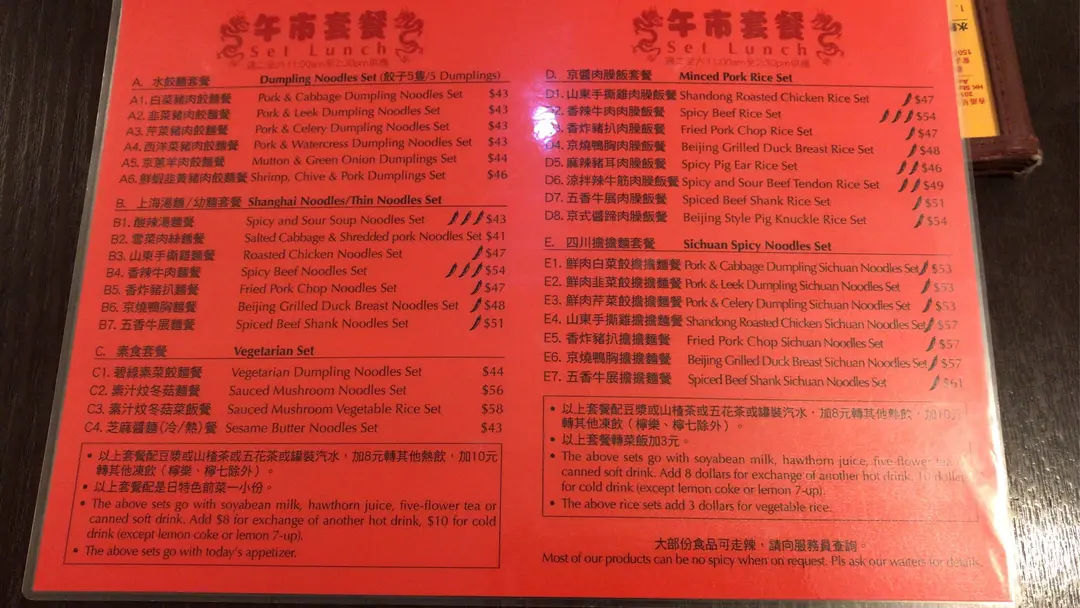 午市套餐
Set Lunch
A. 水餃麵套餐 Dumpling Noodles Set (餃子5隻/5 Dumplings)
A1. 白菜豬肉餃麵餐 Pork & Cabbage Dumpling Noodles Set $43
A2. 韭菜豬肉餃麵餐 Pork & Leek Dumpling Noodles Set $43
A3. 芹菜豬肉餃麵餐 Pork & Celery Dumpling Noodles Set $43
A4. 西洋菜豬肉餃麵餐 Pork & Watercress Dumpling Noodles Set $43
A5. 京蔥羊肉餃麵餐 Mutton & Green Onion Dumplings Set $44
A6. 鮮蝦韭黃豬肉餃麵餐 Shrimp, Chive & Pork Dumplings Set $46
B. 上海湯麵/幼麵套餐 Shanghai Noodles/Thin Noodles Set
B1. 酸辣湯麵餐 Spicy and Sour Soup Noodles Set $43
B2. 雪菜肉絲麵餐 Salted Cabbage & Shredded pork Noodles Set $41
B3. 山東手撕雞麵餐 Roasted Chicken Noodles Set $47
B4. 香辣牛肉麵餐 Spicy Beef Noodles Set $54
B5. 香炸豬扒麵餐 Fried Pork Chop Noodles Set $47
B6. 京燒鴨胸麵餐 Beijing Grilled Duck Breast Noodles Set $48
B7. 五香牛展麵餐 Spiced Beef Shank Noodles Set $51
C. 素食套餐 Vegetarian Set
C1. 碧綠素菜餃麵餐 Vegetarian Dumpling Noodles Set $44
C2. 素汁炆冬菇麵餐 Sauced Mushroom Noodles Set $56
C3. 素汁炆冬菇菜飯餐 Sauced Mushroom Vegetable Rice Set $58
C4. 芝麻醬麵(冷/熱)餐 Sesame Butter Noodles Set $43
• 以上套餐配豆漿或山楂茶或五花茶或罐裝汽水，加8元轉其他熱飲，加10元
轉其他凍飲（檸樂、檸七除外）。
• 以上套餐配是日特色前菜一小份。
• The above sets go with soyabean milk, hawthorn juice, five-flower tea or
canned soft drink. Add $8 for exchange of another hot drink, $10 for cold
drink (except lemon coke or lemon 7-up).
• The above sets go with today's appetizer.
午市套餐
Set Lunch
D. 京醬肉臊飯套餐 Minced Pork Rice Set
D1. 山東手撕雞肉臊飯餐 Shandong Roasted Chicken Rice Set $47
D2. 香辣牛肉肉臊飯餐 Spicy Beef Rice Set $54
香炸豬扒肉臊飯餐 Fried Pork Chop Rice Set $47
D4. 京燒鴨胸肉臊飯餐 Beijing Grilled Duck Breast Rice Set $48
D5. 麻辣豬耳肉臊飯餐 Spicy Pig Ear Rice Set $46
D6. 涼拌辣牛筋肉臊飯餐 Spicy and Sour Beef Tendon Rice Set $49
D7. 五香牛展肉臊飯餐 Spiced Beef Shank Rice Set $51
D8. 京式醬蹄肉臊飯餐 Beijing Style Pig Knuckle Rice Set $54
E. 四川擔擔麵套餐 Sichuan Spicy Noodles Set
E1. 鮮肉白菜餃擔擔麵餐 Pork & Cabbage Dumpling Sichuan Noodles Set $53
E2. 鮮肉韭菜餃擔擔麵餐 Pork & Leek Dumpling Sichuan Noodles Set $53
E3. 鮮肉芹菜餃擔擔麵餐 Pork & Celery Dumpling Sichuan Noodles Set $53
E4. 山東手撕雞擔擔麵餐 Shandong Roasted Chicken Sichuan Noodles Set $57
E5. 香炸豬扒擔擔麵餐 Fried Pork Chop Sichuan Noodles Set $57
E6. 京燒鴨胸擔擔麵餐 Beijing Grilled Duck Breast Sichuan Noodles Set $57
E7. 五香牛展擔擔麵餐 Spiced Beef Shank Sichuan Noodles Set $61
• 以上套餐配豆漿或山楂茶或五花茶或罐裝汽水，加8元轉其他熱飲，加10元
轉其他凍飲（檸樂、檸七除外）。
• 以上套餐轉菜飯加3元。
• The above sets go with soyabean milk, hawthorn juice, five-flower tea or
canned soft drink. Add 8 dollars for exchange of another hot drink, 10 dollars
for cold drink (except lemon coke or lemon 7-up).
• The above rice sets add 3 dollars for vegetable rice.
大部份食品可走辣，請向服務員查詢。
Most of our products can be no spicy when on request. Pls ask our waiters for details.